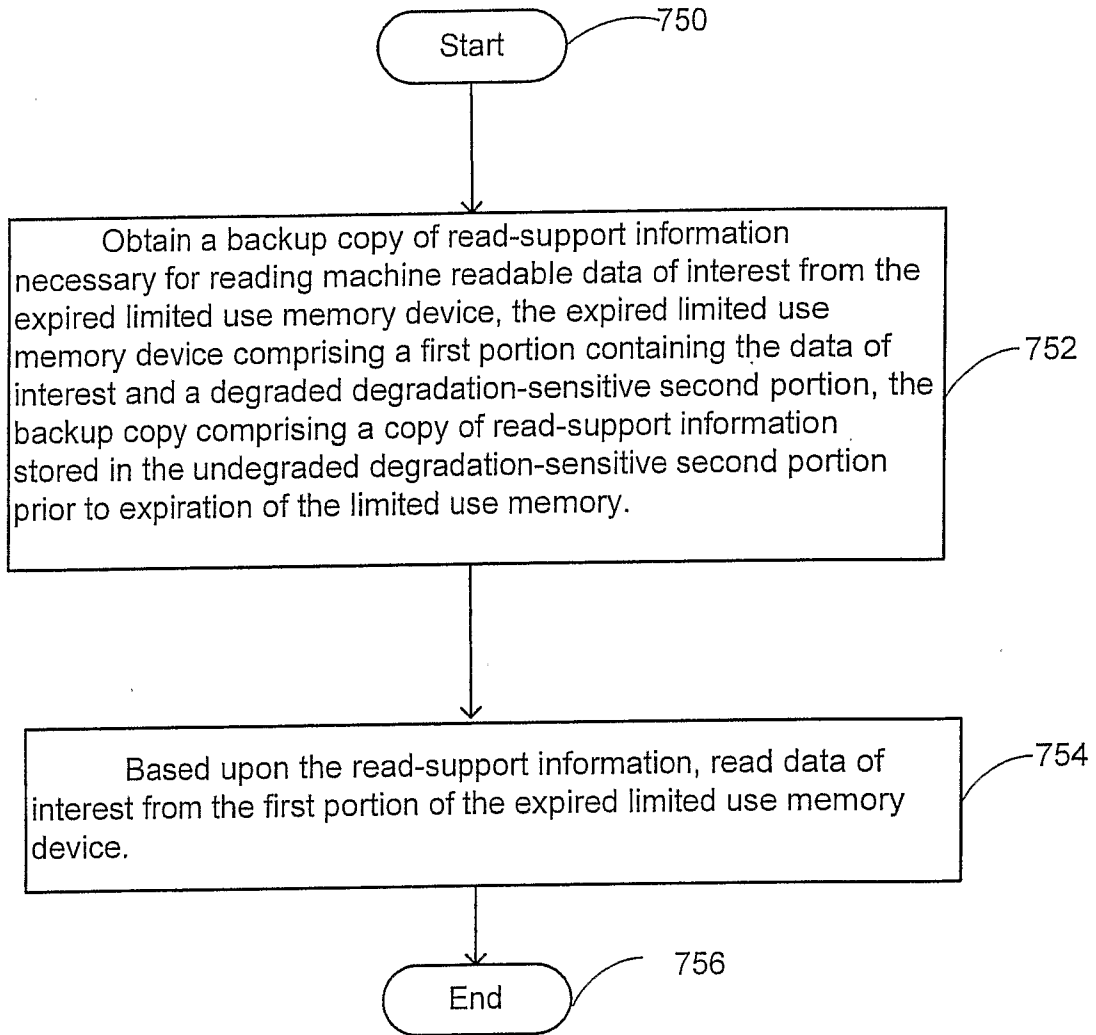 Start
750
Obtain a backup copy of read-support information
necessary for reading machine readable data of interest from the
expired limited use memory device, the expired limited use
memory device comprising a first portion containing the data of
interest and a degraded degradation-sensitive second portion, the
backup copy comprising a copy of read-support information
stored in the undegraded degradation-sensitive second portion
prior to expiration of the limited use memory.
752
Based upon the read-support information, read data of
interest from the first portion of the expired limited use memory
device.
754
End
756